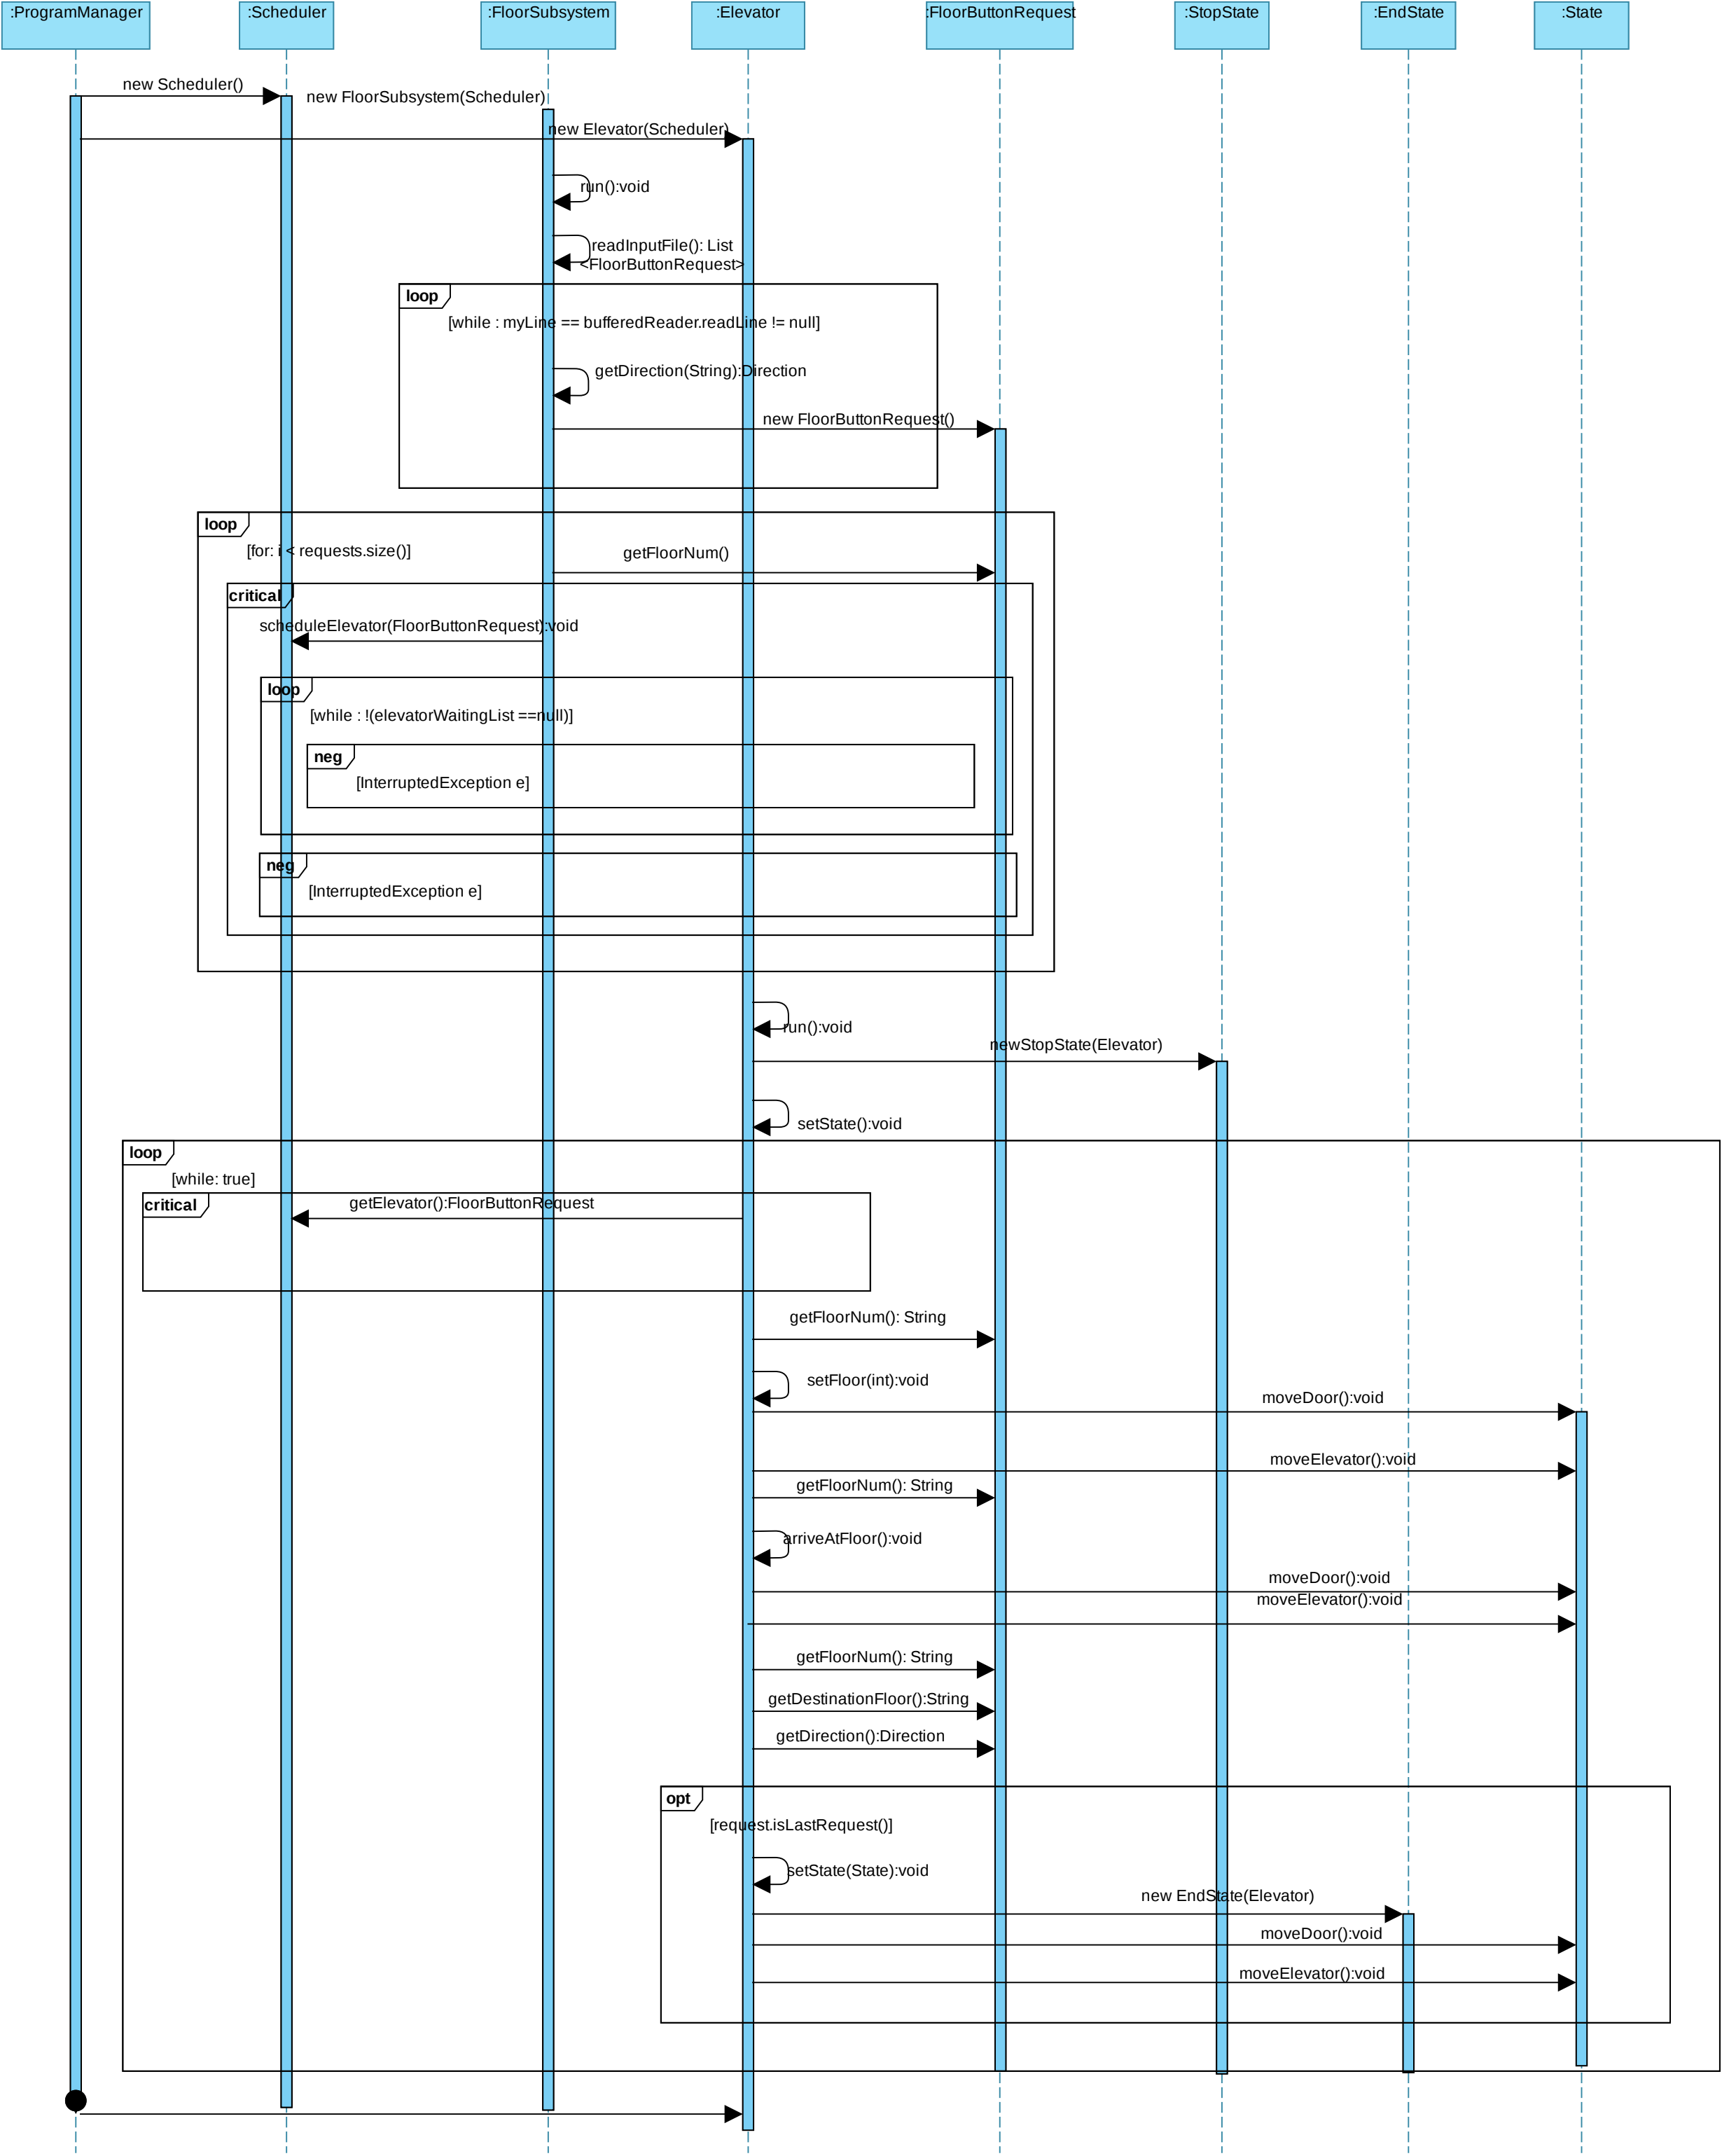 :ProgramManager
:Scheduler
:FloorSubsystem
:Elevator
:FloorButtonRequest
:StopState
:EndState
:State
new Scheduler()
new FloorSubsystem(Scheduler)
new Elevator(Scheduler)
run():void
readInputFile(): List
<FloorButtonRequest>
loop
[while : myLine == bufferedReader.readLine != null]
getDirection(String):Direction
new FloorButtonRequest()
loop
[for: i < requests.size()]
getFloorNum()
critical
scheduleElevator(FloorButtonRequest):void
loop
[while : !(elevatorWaitingList ==null)]
neg
[InterruptedException e]
neg
[InterruptedException e]
run():void
newStopState(Elevator)
setState():void
loop
[while: true]
critical
getElevator():FloorButtonRequest
getFloorNum(): String
setFloor(int):void
moveDoor():void
moveElevator():void
getFloorNum(): String
arriveAtFloor():void
moveDoor():void
moveElevator():void
getFloorNum(): String
getDestinationFloor():String
getDirection():Direction
opt
[request.isLastRequest()]
setState(State):void
new EndState(Elevator)
moveDoor():void
moveElevator():void